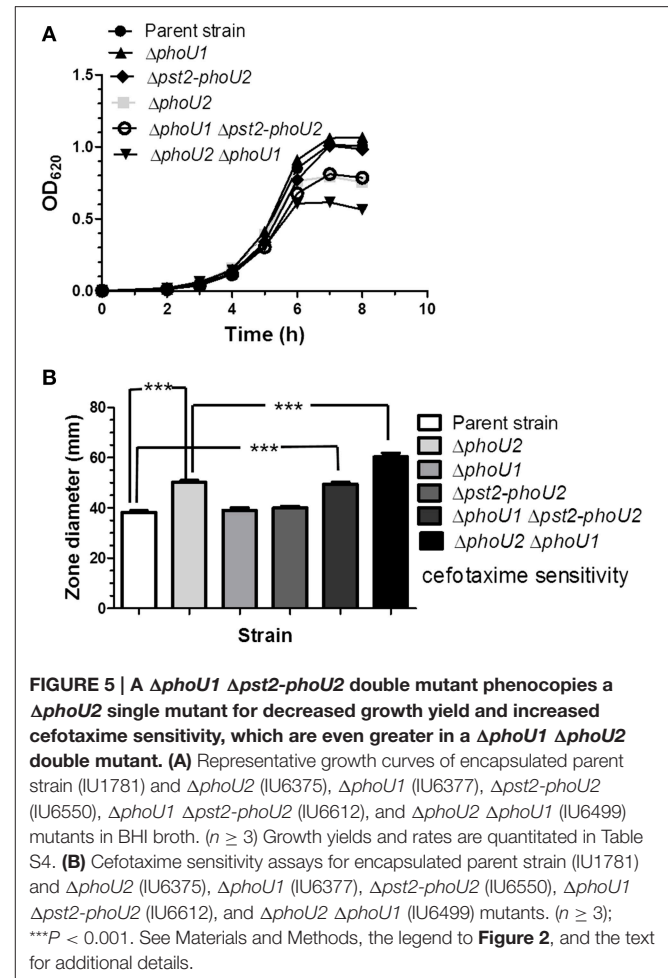 A
Parent strain
ΔphoU1
Δpst2-phoU2
ΔphoU2
ΔphoU1 Δpst2-phoU2
ΔphoU2 ΔphoU1
OD620
1.5
1.0
0.5
0.0
0 2 4 6 8 10
Time (h)
B
***
***
***
Zone diameter (mm)
80
60
40
20
0
Strain
Parent strain
ΔphoU2
ΔphoU1
Δpst2-phoU2
ΔphoU1 Δpst2-phoU2
ΔphoU2 ΔphoU1
cefotaxime sensitivity
FIGURE 5 | A ΔphoU1 Δpst2-phoU2 double mutant phenocopies a
ΔphoU2 single mutant for decreased growth yield and increased
cefotaxime sensitivity, which are even greater in a ΔphoU1 ΔphoU2
double mutant. (A) Representative growth curves of encapsulated parent
strain (IU1781) and ΔphoU2 (IU6375), ΔphoU1 (IU6377), Δpst2-phoU2
(IU6550), ΔphoU1 Δpst2-phoU2 (IU6612), and ΔphoU2 ΔphoU1 (IU6499)
mutants in BHI broth. (n ≥ 3) Growth yields and rates are quantitated in Table
S4. (B) Cefotaxime sensitivity assays for encapsulated parent strain (IU1781)
and ΔphoU2 (IU6375), ΔphoU1 (IU6377), Δpst2-phoU2 (IU6550), ΔphoU1
Δpst2-phoU2 (IU6612), and ΔphoU2 ΔphoU1 (IU6499) mutants. (n ≥ 3);
***P < 0.001. See Materials and Methods, the legend to Figure 2, and the text
for additional details.